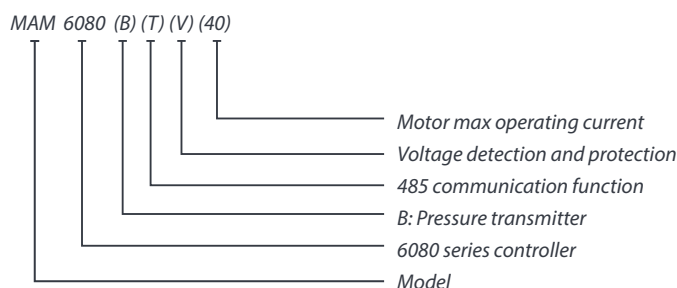 MAM 6080 (B) (T) (V) (40)
Motor max operating current
Voltage detection and protection
485 communication function
B: Pressure transmitter
6080 series controller
Model